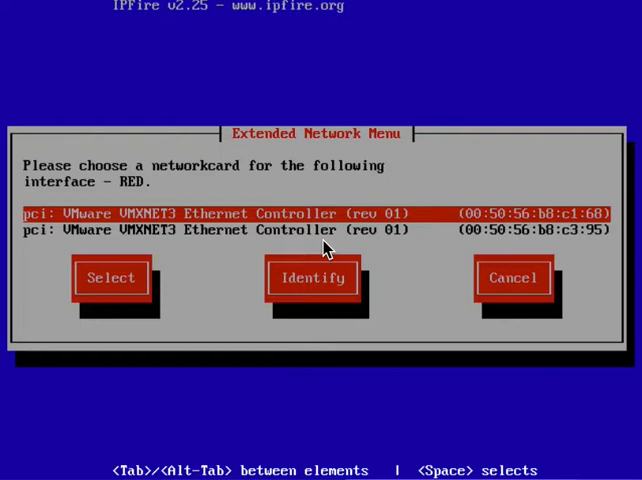 IPFire v2.25 - www.ipfire.org
Extended Network Menu
Please choose a networkcard for the following
interface - RED.
pci: VMware VMXNET3 Ethernet Controller (rev 01) (00:50:56:b8:c1:68)
pci: VMware VMXNET3 Ethernet Controller (rev 01) (00:50:56:b8:c3:95)
Select Identify Cancel
<Tab>/<Alt-Tab> between elements | <Space> selects